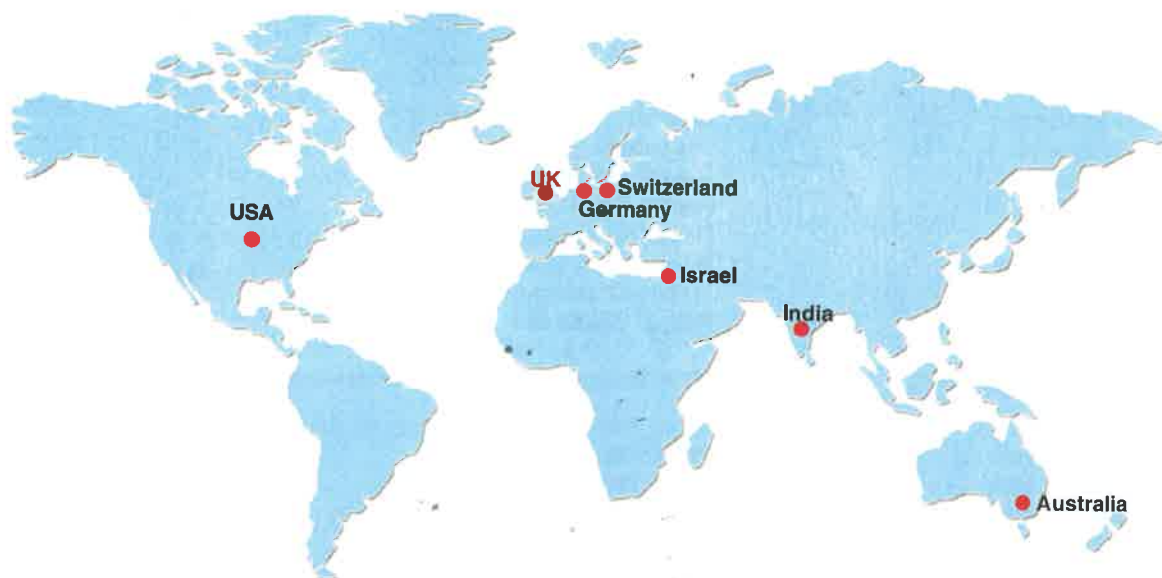 UK
Switzerland
Germany
USA
Israel
India
Australia